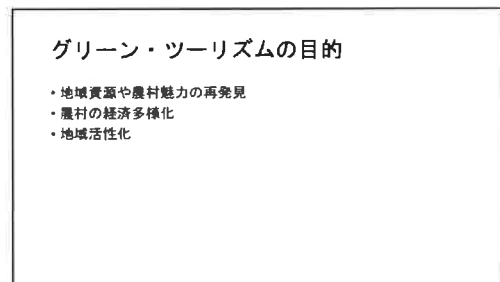 グリーン・ツーリズムの目的
・地域資源や農村魅力の再発見
・農村の経済多様化
・地域活性化